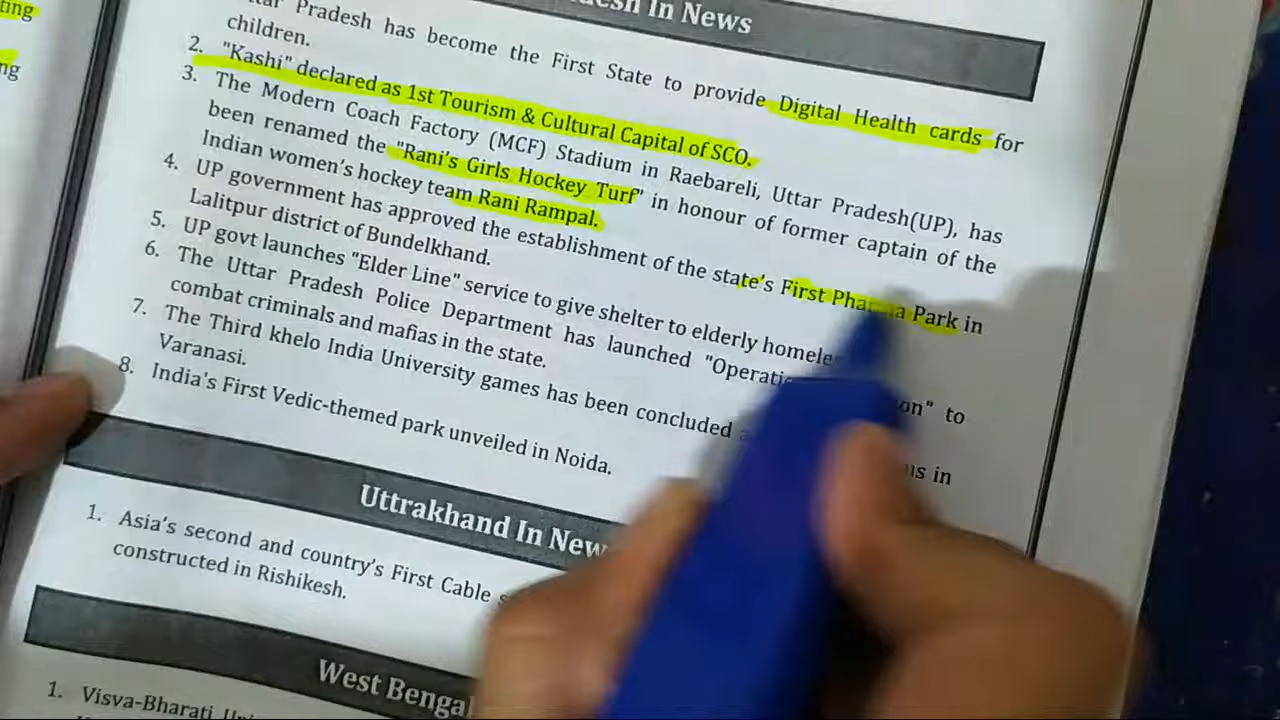 ting
ng
In News
Pradesh has become the First State to provide Digital Health cards for
children.
2. "Kashi" declared as 1st Tourism & Cultural Capital of SCO.
3. The Modern Coach Factory (MCF) Stadium in Raebareli, Uttar Pradesh(UP), has
been renamed the "Rani's Girls Hockey Turf" in honour of former captain of the
Indian women's hockey team Rani Rampal.
4. UP government has approved the establishment of the state's First Pharma Park in
Lalitpur district of Bundelkhand.
5. UP govt launches "Elder Line" service to give shelter to elderly
6. The Uttar Pradesh Police Department has launched "Operati on" to
combat criminals and mafias in the state.
7. The Third khelo India University games has been concluded in
Varanasi.
8. India's First Vedic-themed park unveiled in Noida.
Uttrakhand In New
1. Asia's second and country's First Cable
constructed in Rishikesh.
West Bengal
1. Visva-Bharati